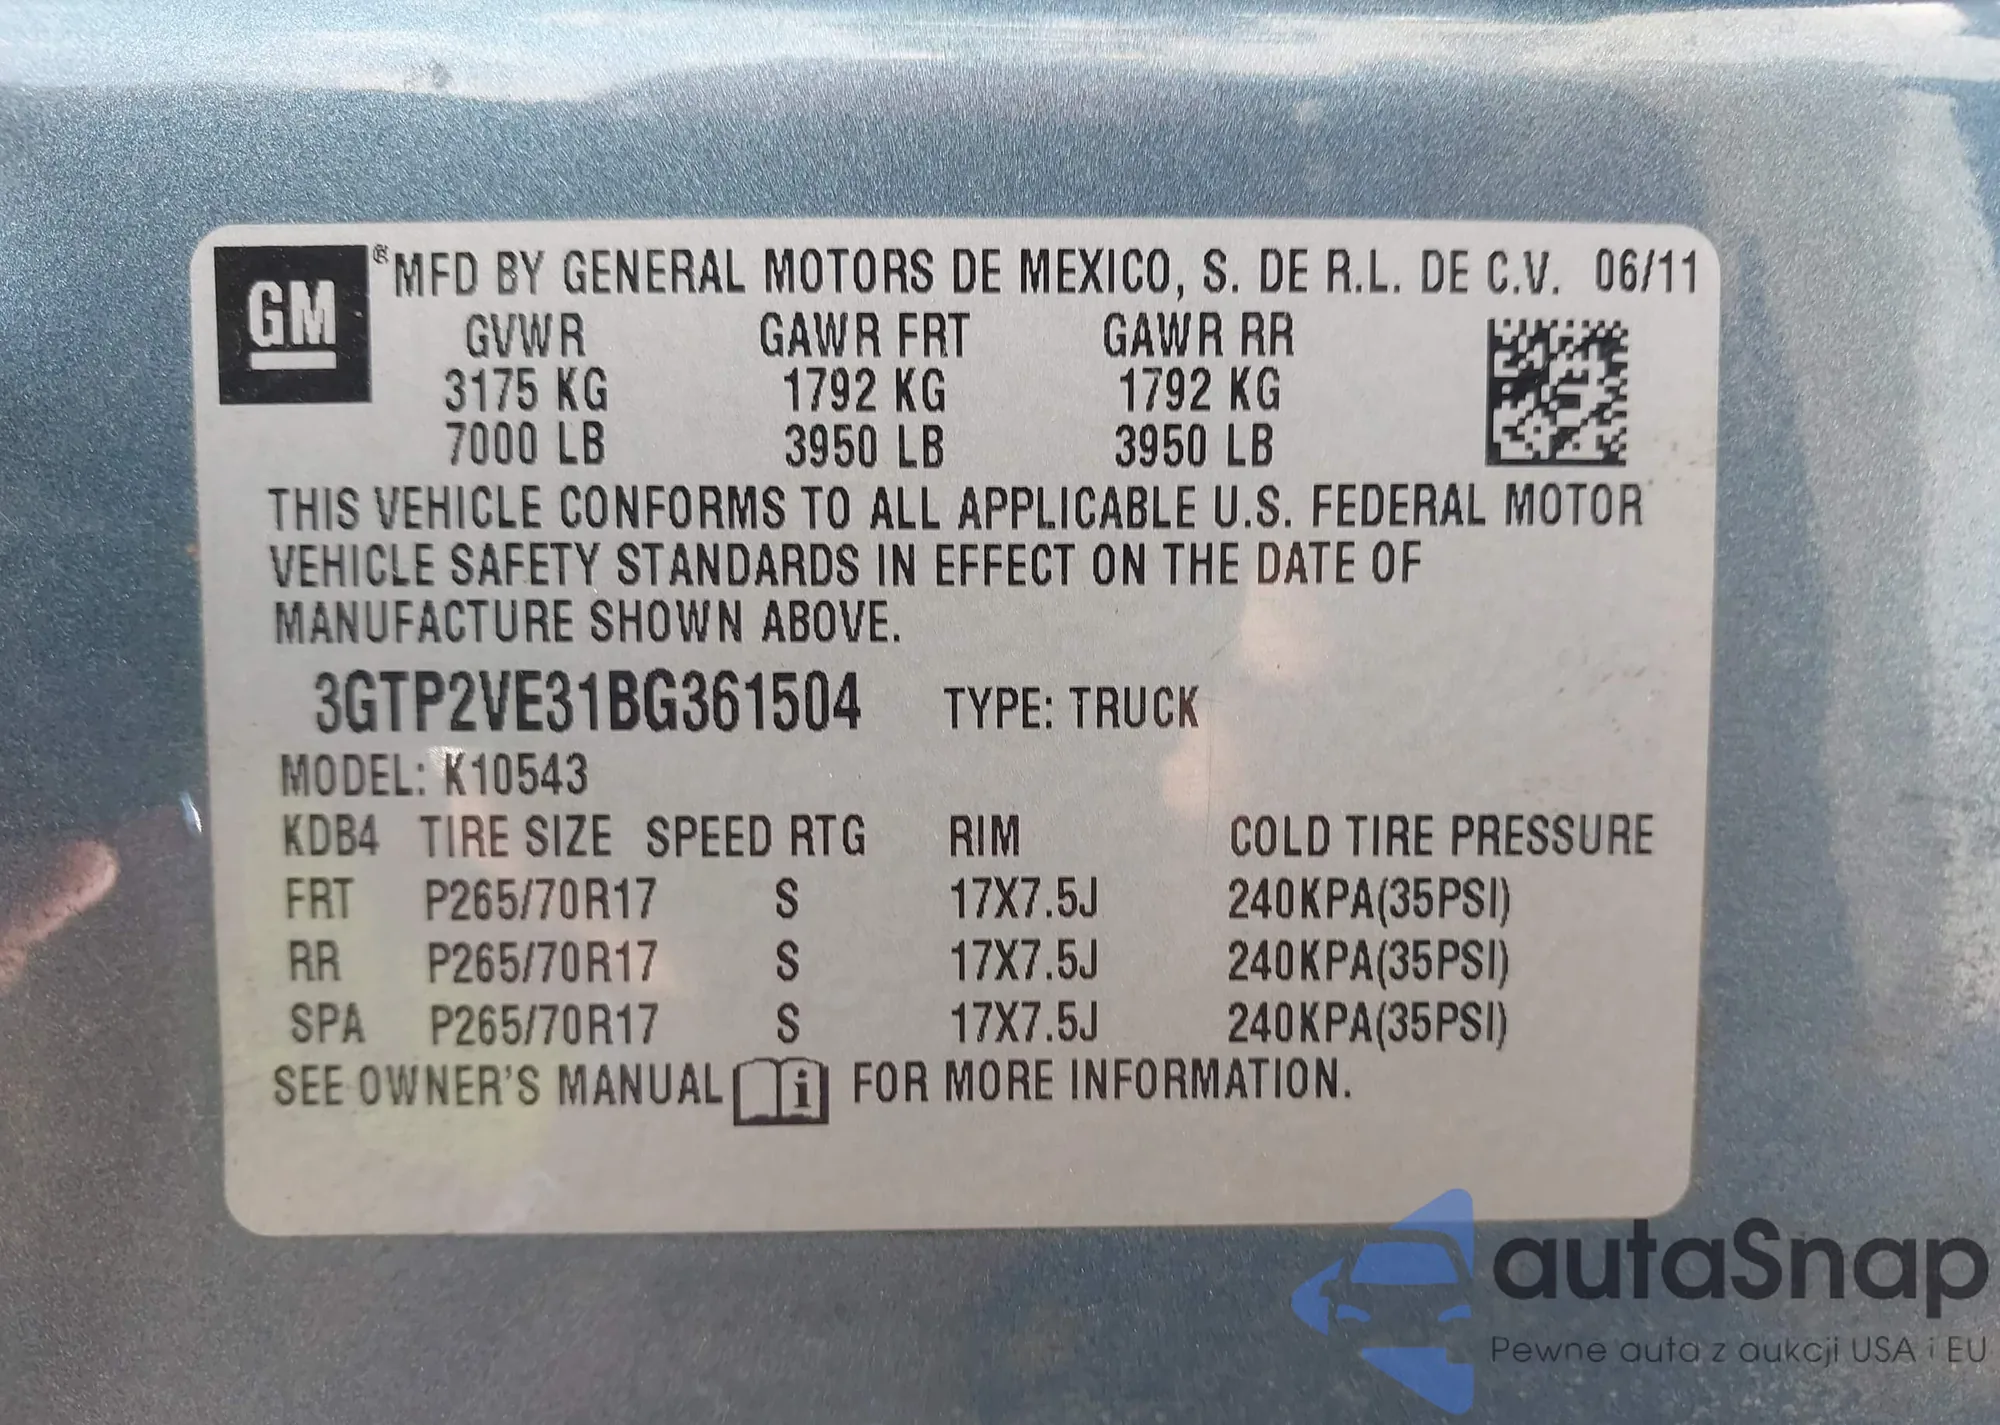 GM ® MFD BY GENERAL MOTORS DE MEXICO, S. DE R.L. DE C.V. 06/11
GVWR GAWR FRT GAWR RR
3175 KG 1792 KG 1792 KG
7000 LB 3950 LB 3950 LB
THIS VEHICLE CONFORMS TO ALL APPLICABLE U.S. FEDERAL MOTOR
VEHICLE SAFETY STANDARDS IN EFFECT ON THE DATE OF
MANUFACTURE SHOWN ABOVE.
3GTP2VE31BG361504 TYPE: TRUCK
MODEL: K10543
KDB4 TIRE SIZE SPEED RTG RIM COLD TIRE PRESSURE
FRT P265/70R17 S 17X7.5J 240KPA(35PSI)
RR P265/70R17 S 17X7.5J 240KPA(35PSI)
SPA P265/70R17 S 17X7.5J 240KPA(35PSI)
SEE OWNER'S MANUAL i FOR MORE INFORMATION.
autaSnap
Pewne auta z aukcji USA i EU